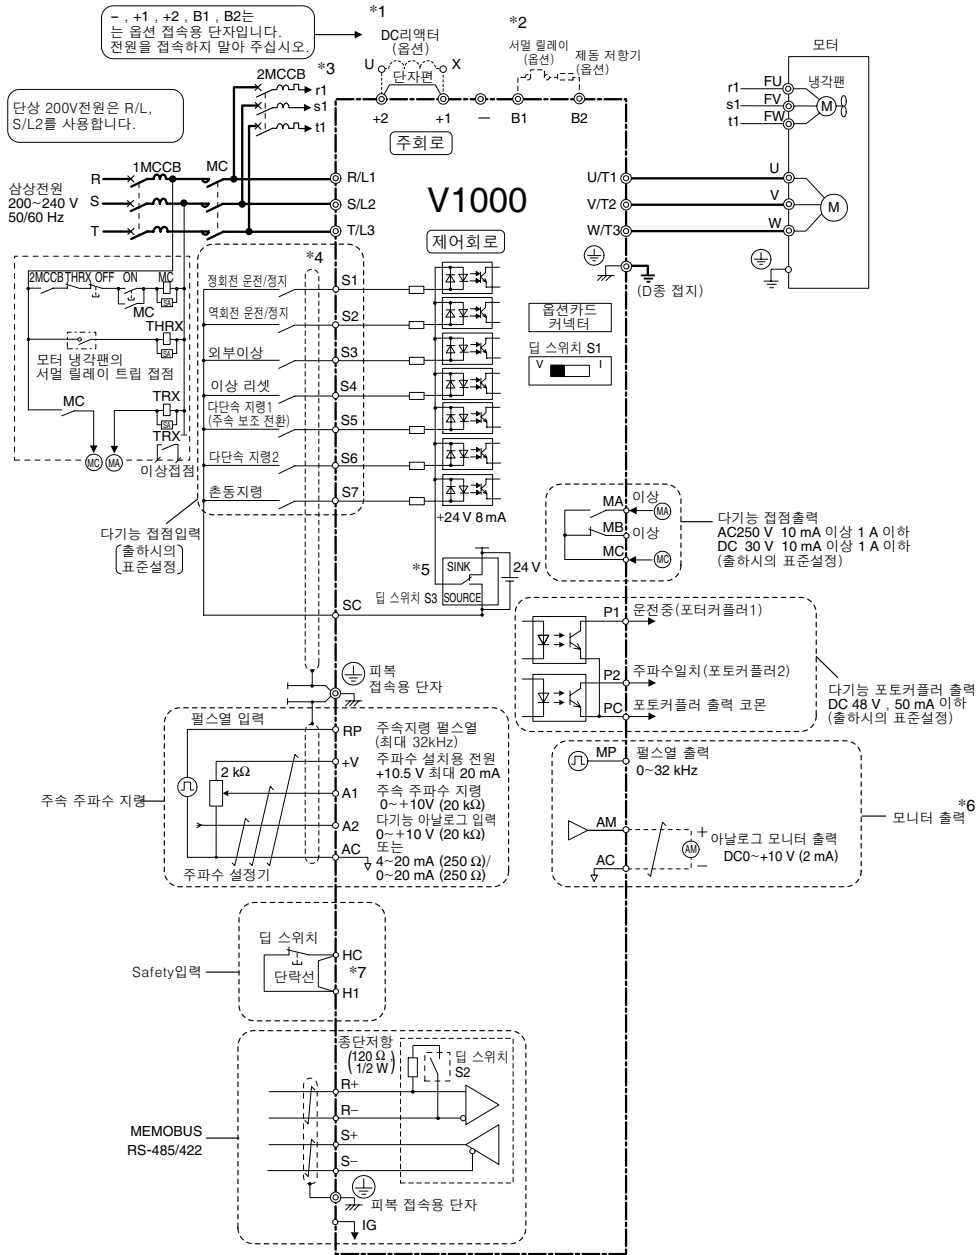 − , +1 , +2 , B1 , B2는
는 옵션 접속용 단자입니다.
전원을 접속하지 말아 주십시오.
*1
DC리액터
(옵션)
U
X
단자편
+2
+1
−
*2
서멀 릴레이
(옵션)
제동 저항기
(옵션)
B1
B2
주회로
모터
냉각팬
r1
FU
s1
FV
t1
FW
M
단상 200V전원은 R/L,
S/L2를 사용합니다.
2MCCB
*3
r1
s1
t1
1MCCB
MC
삼상전원
200~240 V
50/60 Hz
R
S
T
R/L1
S/L2
T/L3
V1000
U/T1
V/T2
W/T3
U
V
W
M
(D종 접지)
제어회로
옵션카드
커넥터
딥 스위치 S1
V
I
2MCCB
THRX
OFF
ON
MC
SA
MC
THRX
SA
모터 냉각팬의
서멀 릴레이 트립 접점
MC
TRX
SA
TRX
MC
MA
이상접점
*4
정회전 운전/정지
S1
역회전 운전/정지
S2
외부이상
S3
이상 리셋
S4
다단속 지령1
(주속 보조 전환)
S5
다단속 지령2
S6
촌동지령
S7
다기능 접점입력
출하시의
표준설정
+24 V 8 mA
*5
SINK
SOURCE
24 V
딥 스위치 S3
SC
MA
이상
MA
MB
이상
MC
MC
다기능 접점출력
AC250 V 10 mA 이상 1 A 이하
DC 30 V 10 mA 이상 1 A 이하
(출하시의 표준설정)
P1
운전중(포터커플러1)
P2
주파수일치(포토커플러2)
PC
포토커플러 출력 코몬
다기능 포토커플러 출력
DC 48 V , 50 mA 이하
(출하시의 표준설정)
피복
접속용 단자
펄스열 입력
RP
주속지령 펄스열
(최대 32kHz)
+V
주파수 설치용 전원
+10.5 V 최대 20 mA
2 kΩ
A1
주속 주파수 지령
0~+10V (20 kΩ)
A2
다기능 아날로그 입력
0~+10 V (20 kΩ)
또는
4~20 mA (250 Ω)/
0~20 mA (250 Ω)
AC
주파수 설정기
주속 주파수 지령
MP
펄스열 출력
0~32 kHz
AM
+
AM
−
아날로그 모니터 출력
DC0~+10 V (2 mA)
AC
모니터 출력
*6
Safety입력
딥 스위치
단락선
HC
*7
H1
MEMOBUS
RS-485/422
종단저항
(120 Ω ,
1/2 W)
딥 스위치
S2
R+
R−
S+
S−
피복 접속용 단자
IG